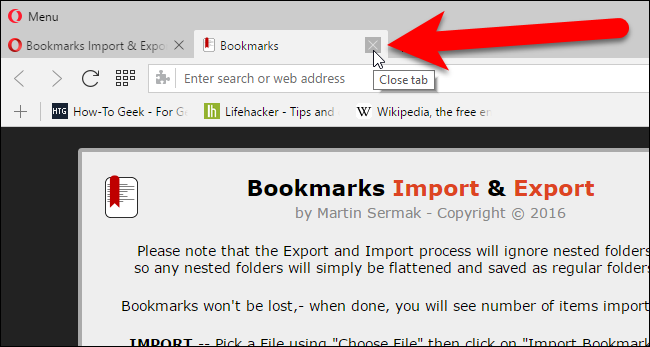 Menu
Bookmarks Import & Expo
Bookmarks
Enter search or web address
Close tab
HTG How-To Geek - For Ge
lh Lifehacker - Tips and
W Wikipedia, the free en
Bookmarks Import & Export
by Martin Sermak - Copyright © 2016
Please note that the Export and Import process will ignore nested folders
so any nested folders will simply be flattened and saved as regular folders
Bookmarks won't be lost,- when done, you will see number of items import
IMPORT -- Pick a File using "Choose File" then click on "Import Bookmar